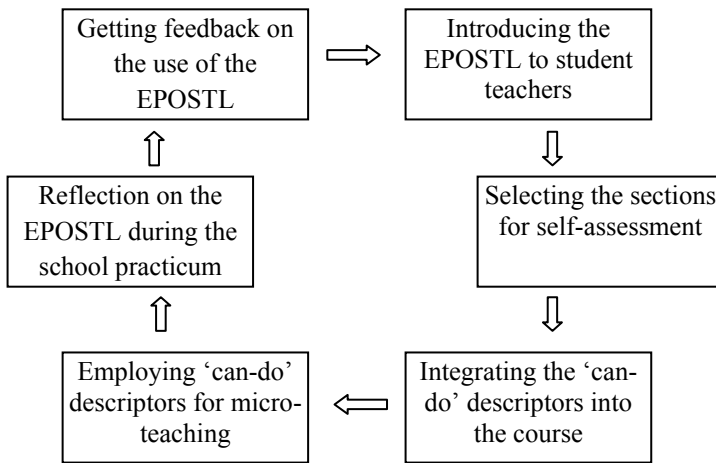 Getting feedback on
the use of the
EPOSTL
Introducing the
EPOSTL to student
teachers
Selecting the sections
for self-assessment
Integrating the ‘can-
do’ descriptors into
the course
Employing ‘can-do’
descriptors for micro-
teaching
Reflection on the
EPOSTL during the
school practicum